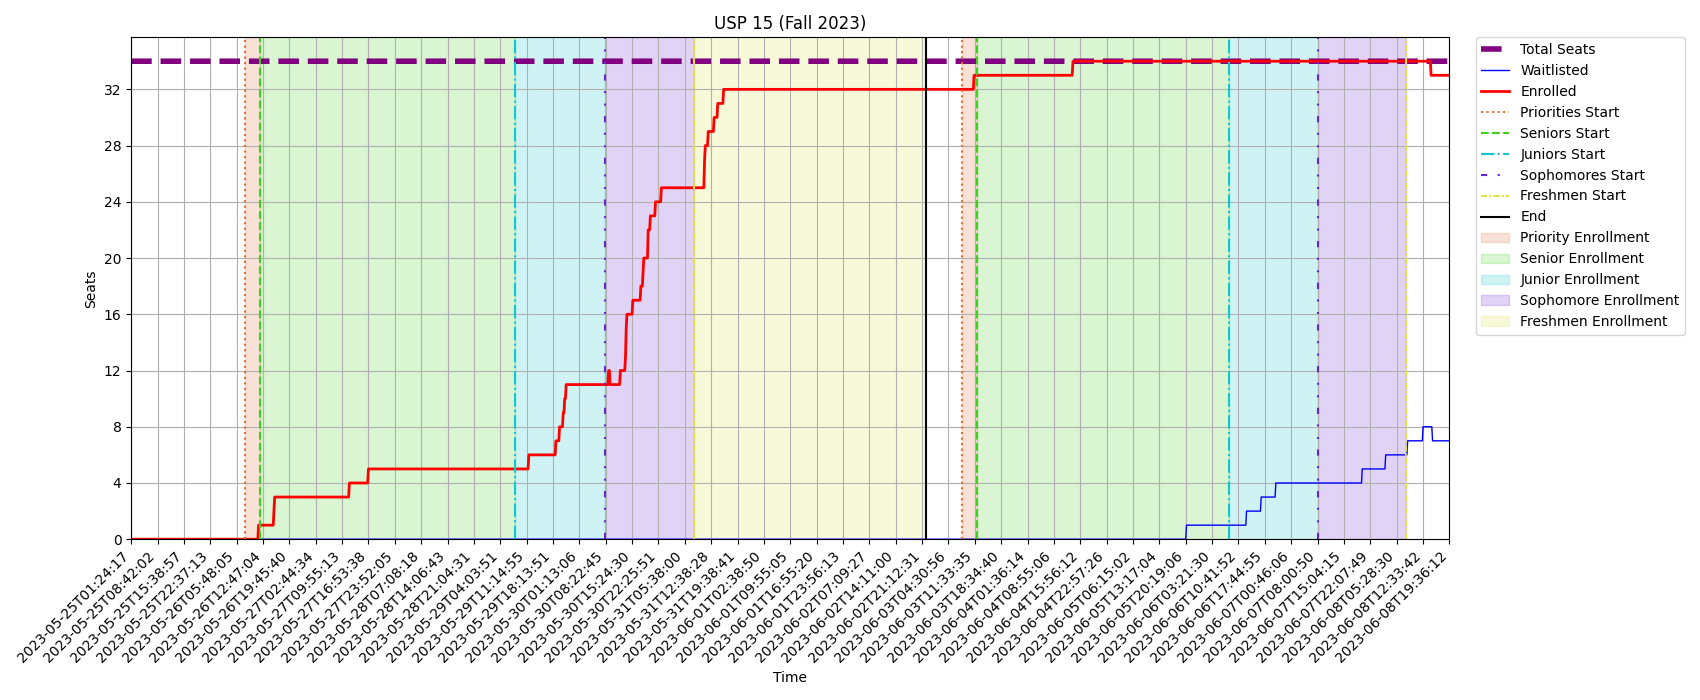 USP 15 (Fall 2023)
Total Seats
Waitlisted
Enrolled
Priorities Start
Seniors Start
Juniors Start
Sophomores Start
Freshmen Start
End
Priority Enrollment
Senior Enrollment
Junior Enrollment
Sophomore Enrollment
Freshmen Enrollment
Seats
32
28
24
20
16
12
8
4
0
2023-05-25T01:24:17
2023-05-25T08:42:02
2023-05-25T15:38:57
2023-05-25T22:37:13
2023-05-26T05:48:05
2023-05-26T12:47:04
2023-05-26T19:45:40
2023-05-27T02:44:34
2023-05-27T09:55:13
2023-05-27T16:53:38
2023-05-27T23:52:05
2023-05-28T07:08:18
2023-05-28T14:06:43
2023-05-28T21:04:31
2023-05-29T04:03:51
2023-05-29T11:14:55
2023-05-29T18:13:51
2023-05-30T01:13:06
2023-05-30T08:22:45
2023-05-30T15:24:30
2023-05-30T22:25:51
2023-05-31T05:38:00
2023-05-31T12:38:28
2023-05-31T19:38:41
2023-06-01T02:38:50
2023-06-01T09:55:05
2023-06-01T16:55:20
2023-06-01T23:56:13
2023-06-02T07:09:27
2023-06-02T14:11:00
2023-06-02T21:12:31
2023-06-03T04:30:56
2023-06-03T11:33:35
2023-06-03T18:34:40
2023-06-04T01:36:14
2023-06-04T08:55:06
2023-06-04T15:56:12
2023-06-04T22:57:26
2023-06-05T06:15:02
2023-06-05T13:17:04
2023-06-05T20:19:06
2023-06-06T03:21:30
2023-06-06T10:41:52
2023-06-06T17:44:55
2023-06-07T00:46:06
2023-06-07T08:00:50
2023-06-07T15:04:15
2023-06-07T22:07:49
2023-06-08T05:28:30
2023-06-08T12:33:42
2023-06-08T19:36:12
Time